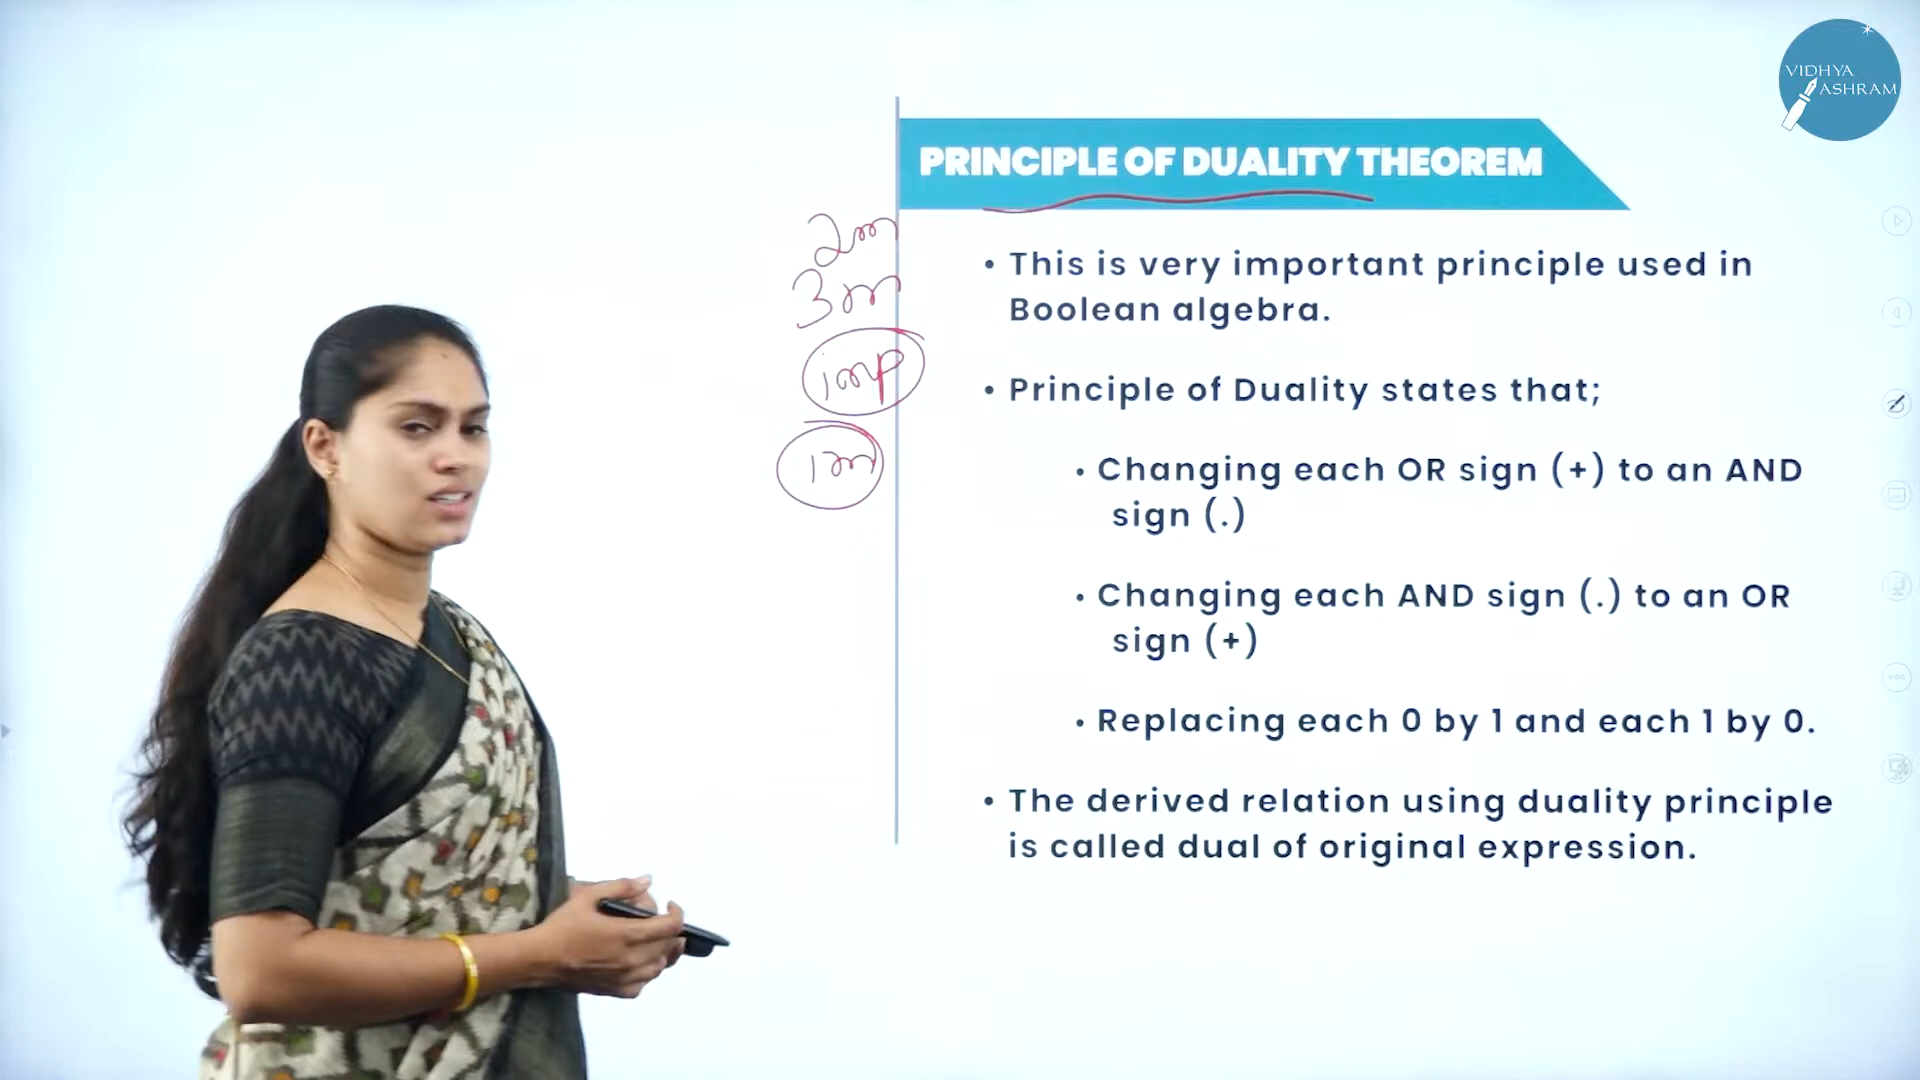 VIDHYA
ASHRAM
PRINCIPLE OF DUALITY THEOREM
2m
3m
imp
1m
• This is very important principle used in
Boolean algebra.
• Principle of Duality states that;
• Changing each OR sign (+) to an AND
sign (.)
• Changing each AND sign (.) to an OR
sign (+)
• Replacing each 0 by 1 and each 1 by 0.
• The derived relation using duality principle
is called dual of original expression.